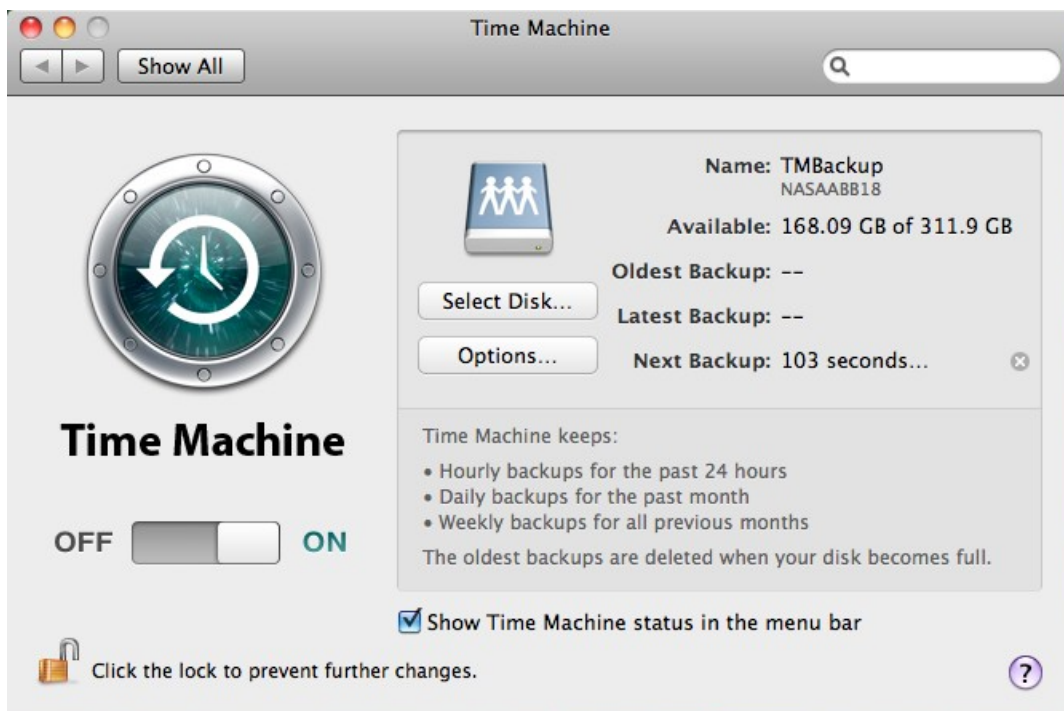 Time Machine
Show All
Name: TMBackup
NASAABB18
Available: 168.09 GB of 311.9 GB
Oldest Backup: --
Select Disk...
Latest Backup: --
Options...
Next Backup: 103 seconds...
Time Machine
Time Machine keeps:
• Hourly backups for the past 24 hours
• Daily backups for the past month
• Weekly backups for all previous months
The oldest backups are deleted when your disk becomes full.
OFF ON
Show Time Machine status in the menu bar
Click the lock to prevent further changes.
?